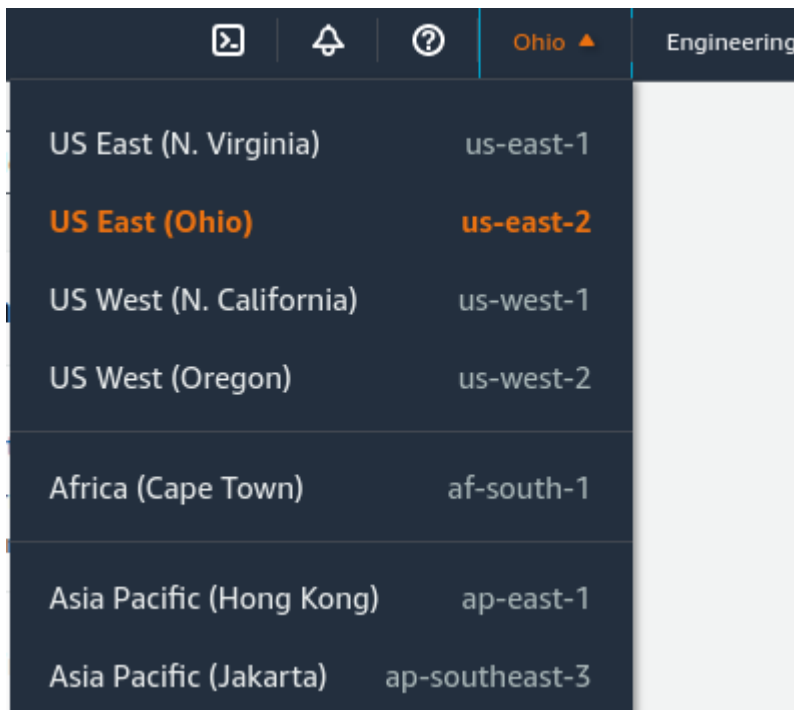 Ohio ▲ Engineering
US East (N. Virginia) us-east-1
US East (Ohio) us-east-2
US West (N. California) us-west-1
US West (Oregon) us-west-2
Africa (Cape Town) af-south-1
Asia Pacific (Hong Kong) ap-east-1
Asia Pacific (Jakarta) ap-southeast-3